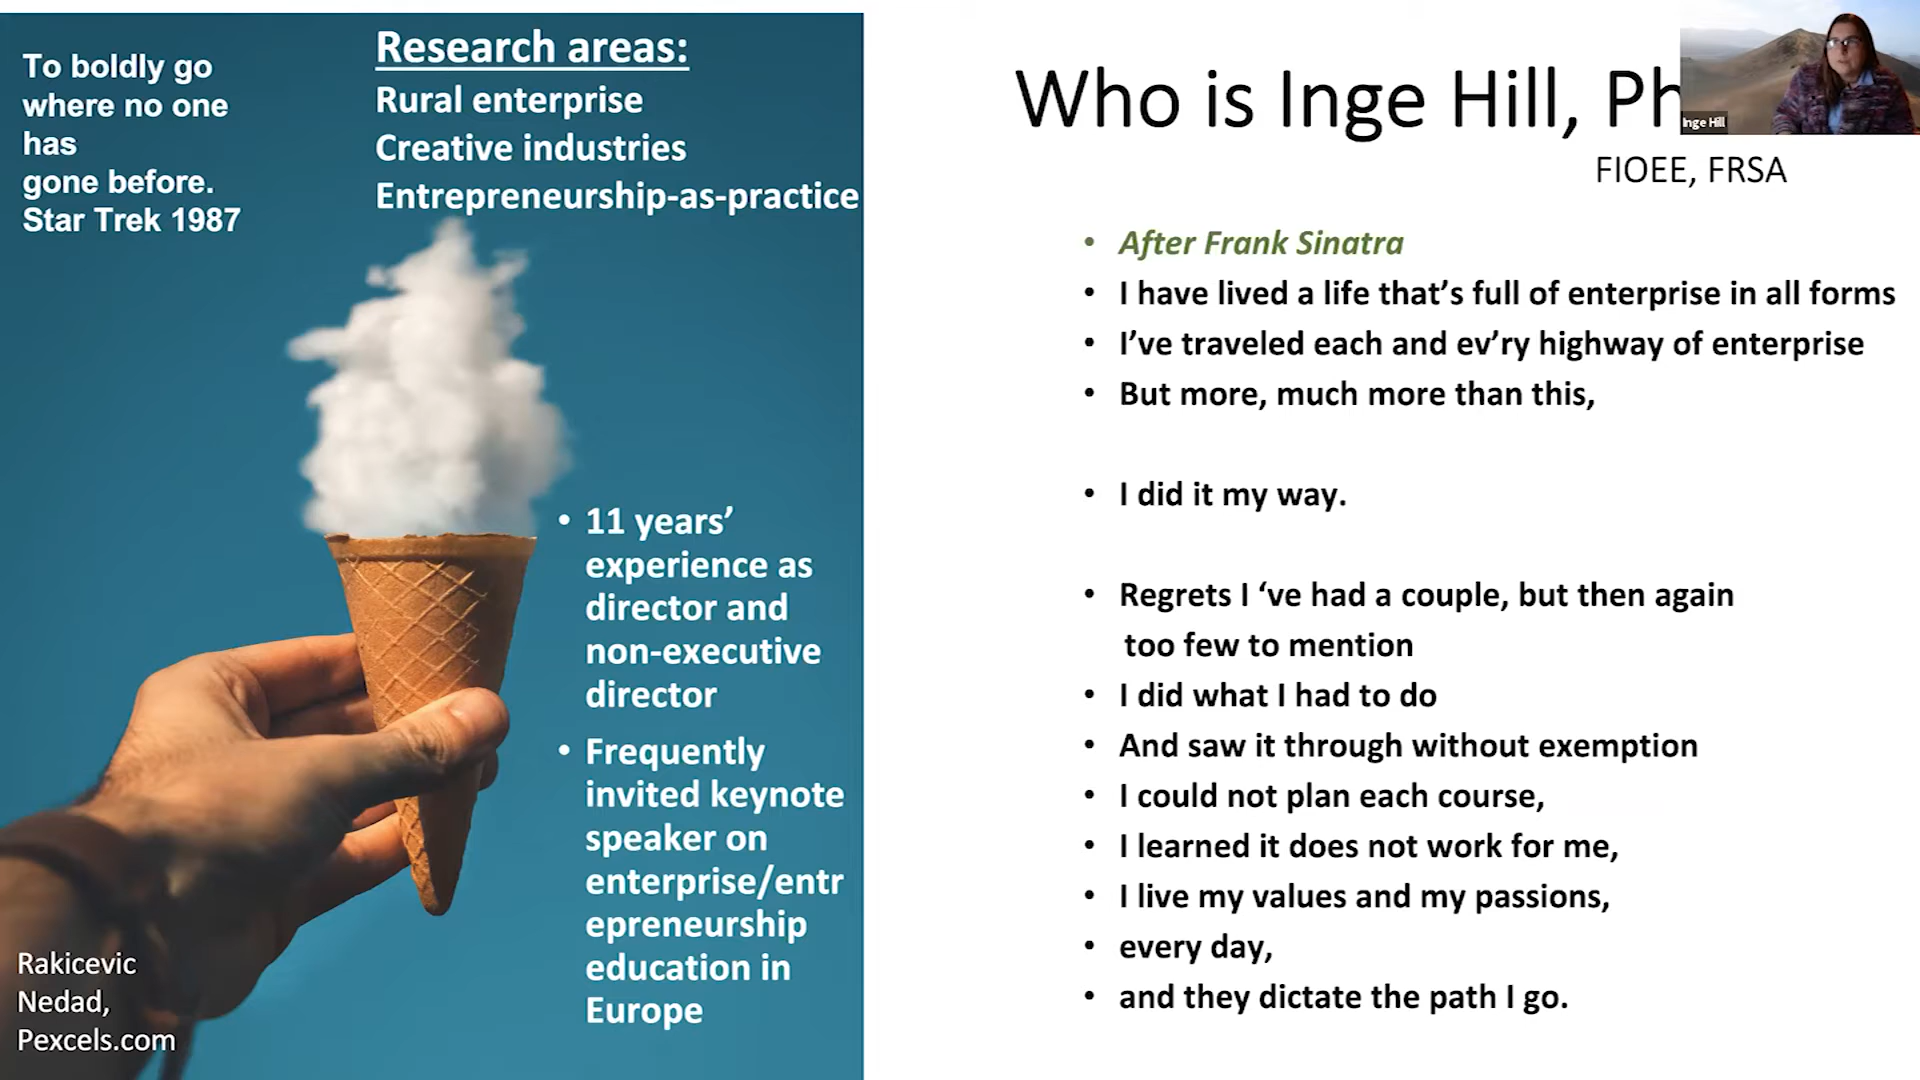 To boldly go
where no one
has
gone before.
Star Trek 1987
Research areas:
Rural enterprise
Creative industries
Entrepreneurship-as-practice
• 11 years’
experience as
director and
non-executive
director
• Frequently
invited keynote
speaker on
enterprise/entr
epreneurship
education in
Europe
Rakicevic
Nedad,
Pexcels.com
Who is Inge Hill, Ph
FIOEE, FRSA
Inge Hill
• After Frank Sinatra
• I have lived a life that’s full of enterprise in all forms
• I’ve traveled each and ev’ry highway of enterprise
• But more, much more than this,
• I did it my way.
• Regrets I ‘ve had a couple, but then again
too few to mention
• I did what I had to do
• And saw it through without exemption
• I could not plan each course,
• I learned it does not work for me,
• I live my values and my passions,
• every day,
• and they dictate the path I go.